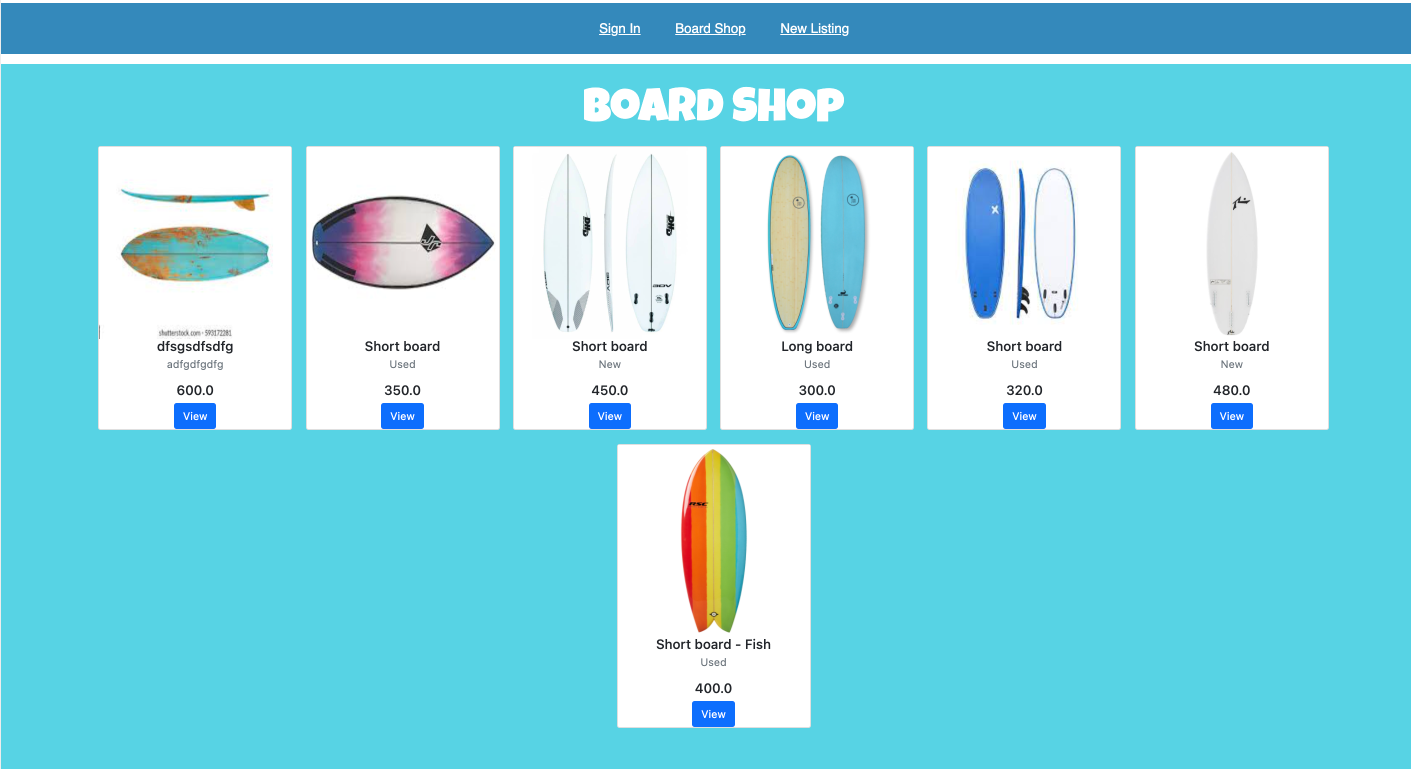 Sign In Board Shop New Listing
BOARD SHOP
shutterstock.com · 593172281
dfsgsdfsdfg
adfgdfgdfg
600.0
View
Short board
Used
350.0
View
Short board
New
450.0
View
Long board
Used
300.0
View
Short board
Used
320.0
View
Short board
New
480.0
View
RSC
Short board - Fish
Used
400.0
View